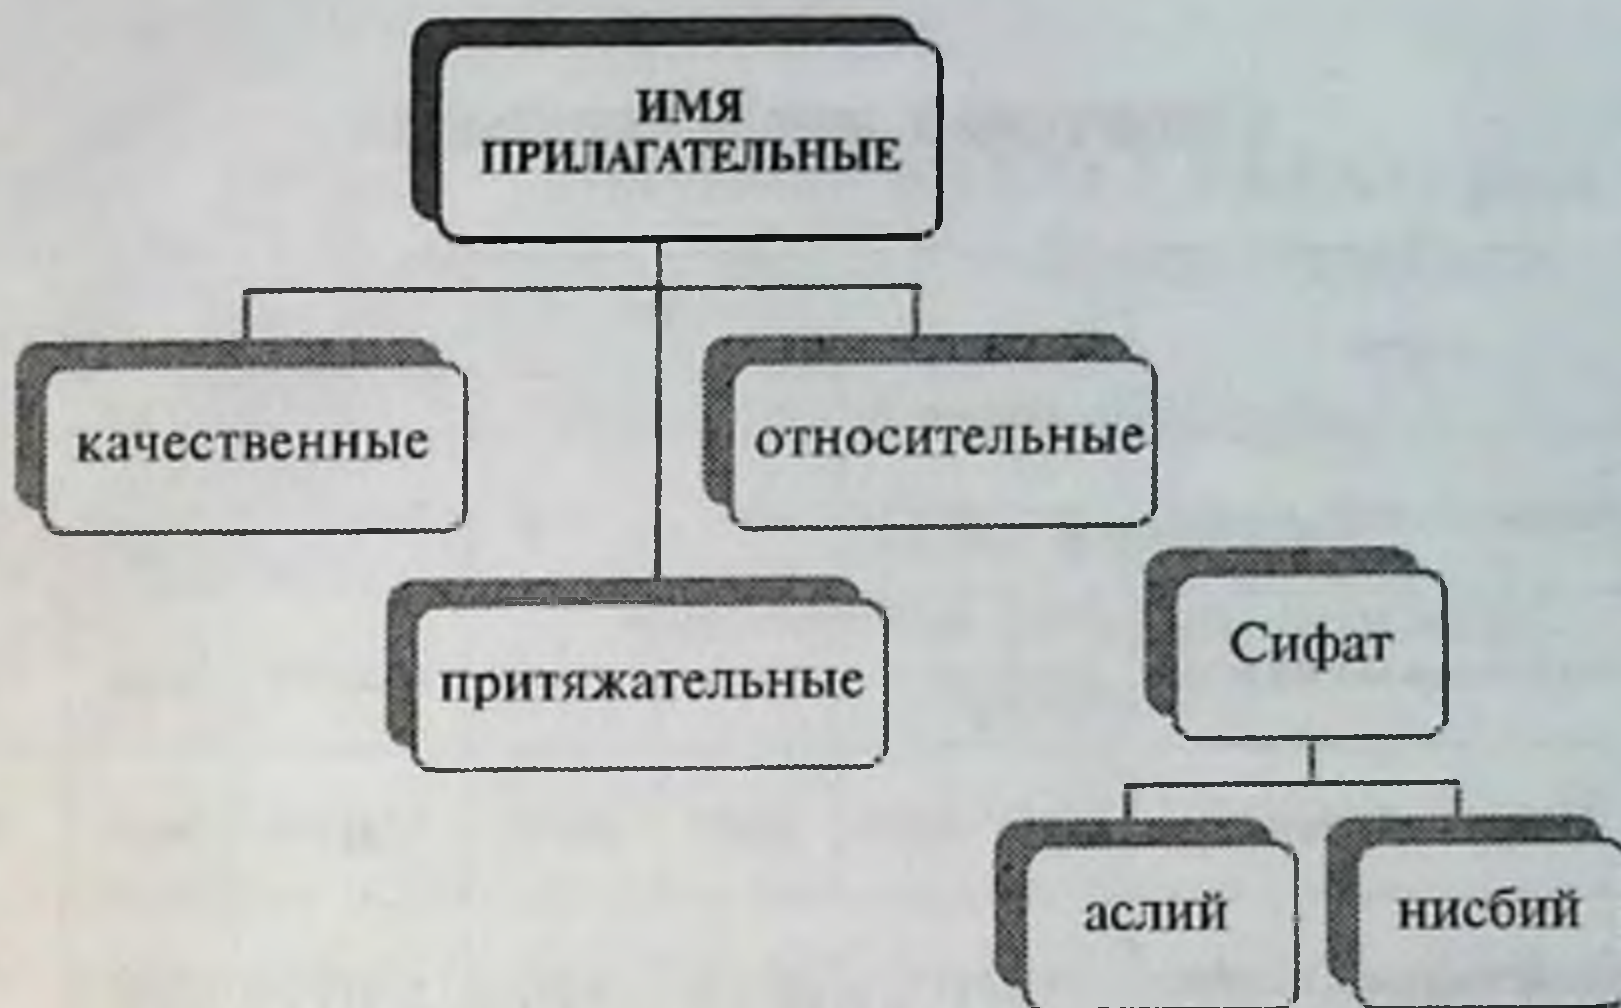 ИМЯ
ПРИЛАГАТЕЛЬНЫЕ
качественные
относительные
притяжательные
Сифат
аслий
нисбий